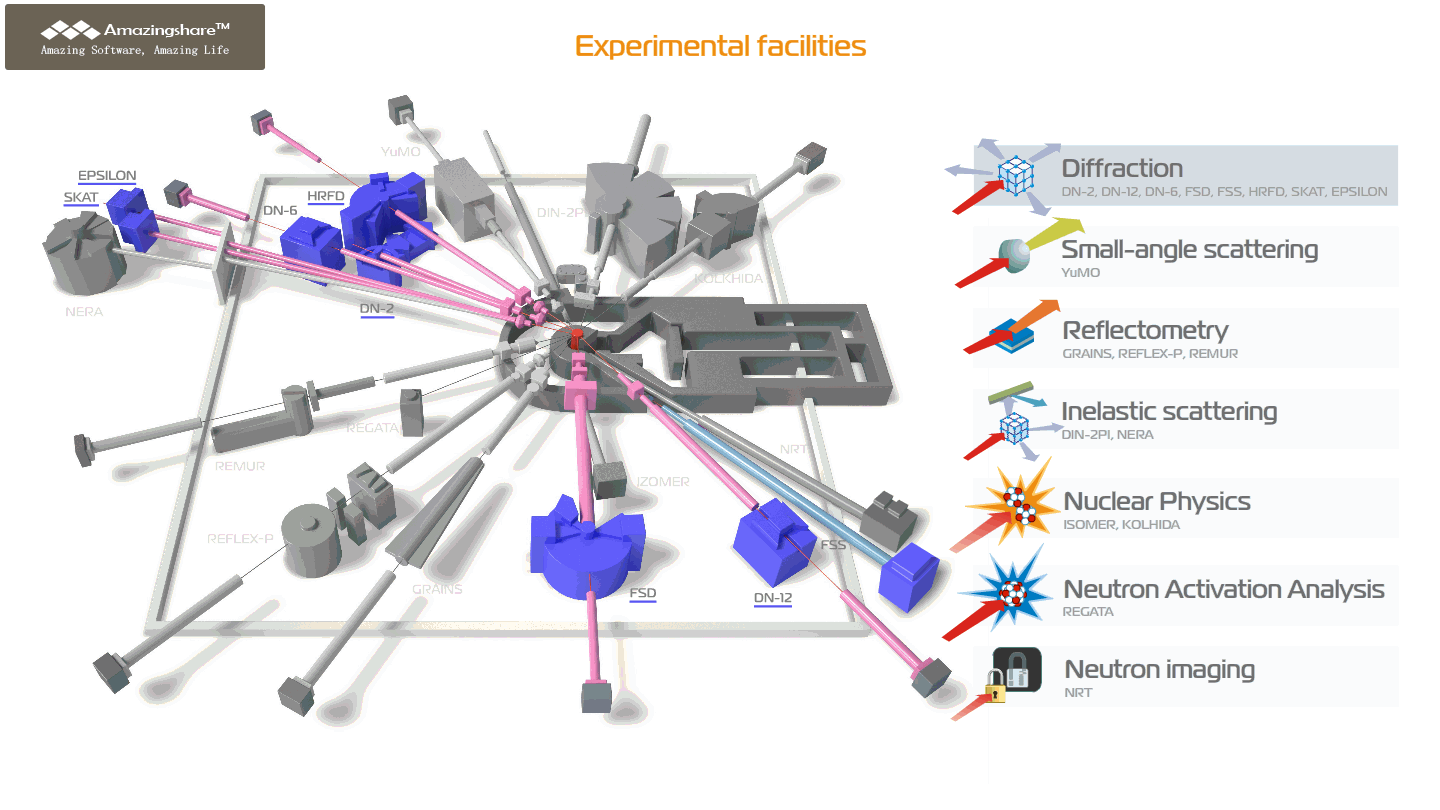 Amazingshare™
Amazing Software, Amazing Life
Experimental facilities
YuMO
EPSILON
SKAT
HRFD
DN-6
DIN-2PI
KOLKHIDA
NERA
DN-2
REGATA
REMUR
NRT
IZOMER
REFLEX-P
FSS
GRAINS
FSD
DN-12
Diffraction
DN-2, DN-12, DN-6, FSD, FSS, HRFD, SKAT, EPSILON
Small-angle scattering
YuMO
Reflectometry
GRAINS, REFLEX-P, REMUR
Inelastic scattering
DIN-2PI, NERA
Nuclear Physics
ISOMER, KOLHIDA
Neutron Activation Analysis
REGATA
Neutron imaging
NRT